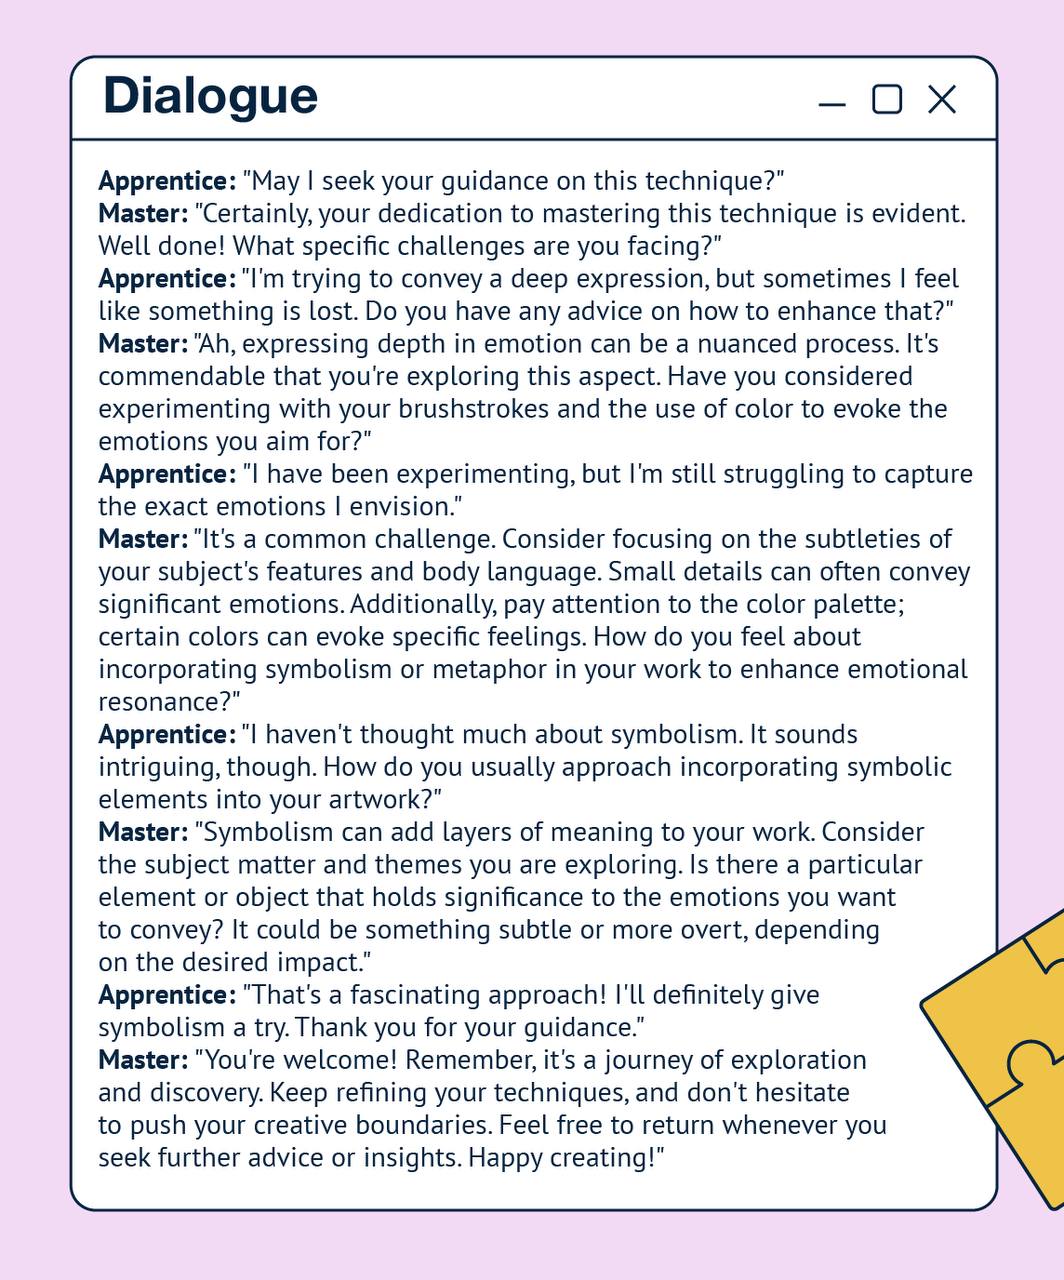 Dialogue
Apprentice: "May I seek your guidance on this technique?"
Master: "Certainly, your dedication to mastering this technique is evident.
Well done! What specific challenges are you facing?"
Apprentice: "I'm trying to convey a deep expression, but sometimes I feel
like something is lost. Do you have any advice on how to enhance that?"
Master: "Ah, expressing depth in emotion can be a nuanced process. It's
commendable that you're exploring this aspect. Have you considered
experimenting with your brushstrokes and the use of color to evoke the
emotions you aim for?"
Apprentice: "I have been experimenting, but I'm still struggling to capture
the exact emotions I envision."
Master: "It's a common challenge. Consider focusing on the subtleties of
your subject's features and body language. Small details can often convey
significant emotions. Additionally, pay attention to the color palette;
certain colors can evoke specific feelings. How do you feel about
incorporating symbolism or metaphor in your work to enhance emotional
resonance?"
Apprentice: "I haven't thought much about symbolism. It sounds
intriguing, though. How do you usually approach incorporating symbolic
elements into your artwork?"
Master: "Symbolism can add layers of meaning to your work. Consider
the subject matter and themes you are exploring. Is there a particular
element or object that holds significance to the emotions you want
to convey? It could be something subtle or more overt, depending
on the desired impact."
Apprentice: "That's a fascinating approach! I'll definitely give
symbolism a try. Thank you for your guidance."
Master: "You're welcome! Remember, it's a journey of exploration
and discovery. Keep refining your techniques, and don't hesitate
to push your creative boundaries. Feel free to return whenever you
seek further advice or insights. Happy creating!"